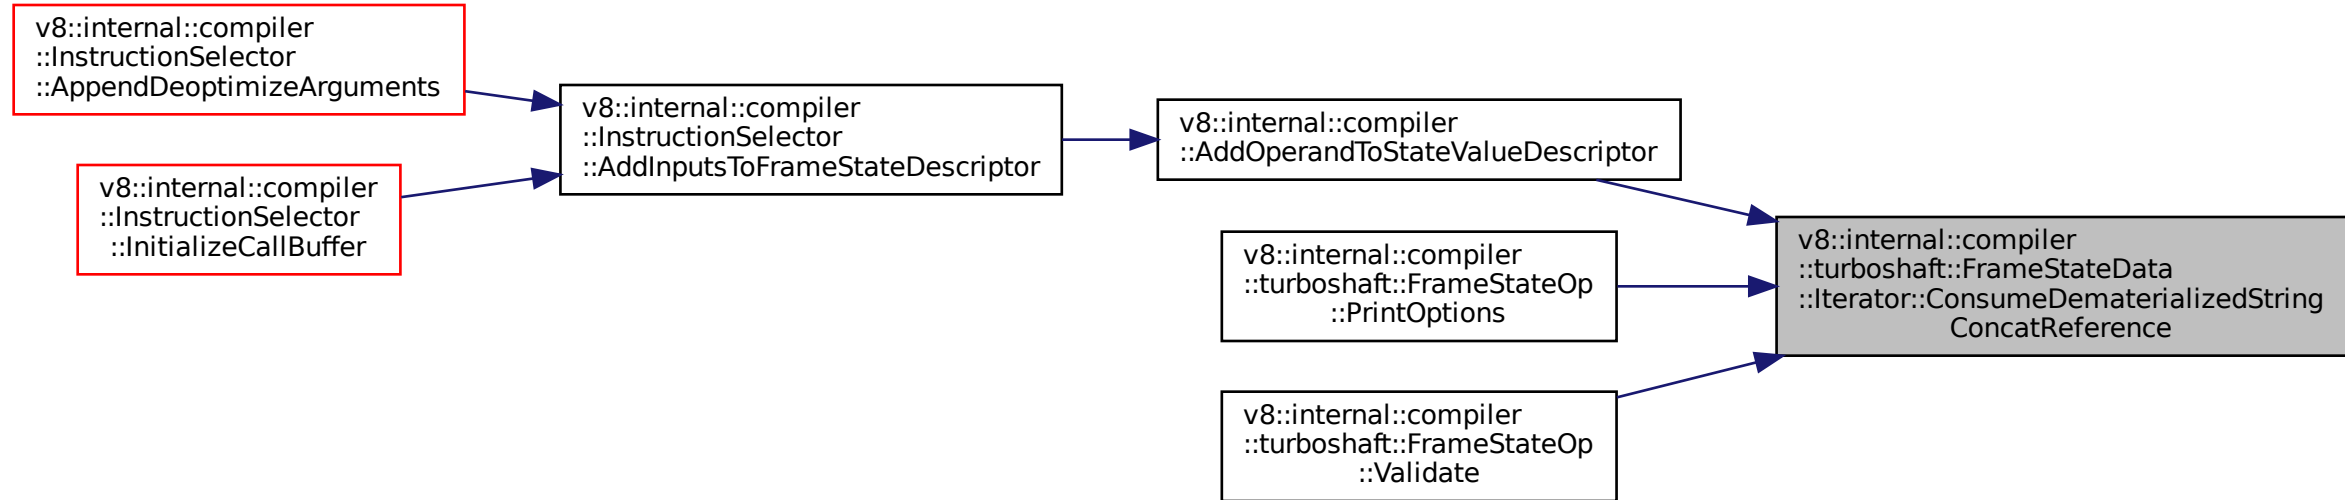 v8::internal::compiler
::InstructionSelector
::AppendDeoptimizeArguments
v8::internal::compiler
::InstructionSelector
::InitializeCallBuffer
v8::internal::compiler
::InstructionSelector
::AddInputsToFrameStateDescriptor
v8::internal::compiler
::AddOperandToStateValueDescriptor
v8::internal::compiler
::turboshaft::FrameStateOp
::PrintOptions
v8::internal::compiler
::turboshaft::FrameStateOp
::Validate
v8::internal::compiler
::turboshaft::FrameStateData
::Iterator::ConsumeDematerializedString
ConcatReference